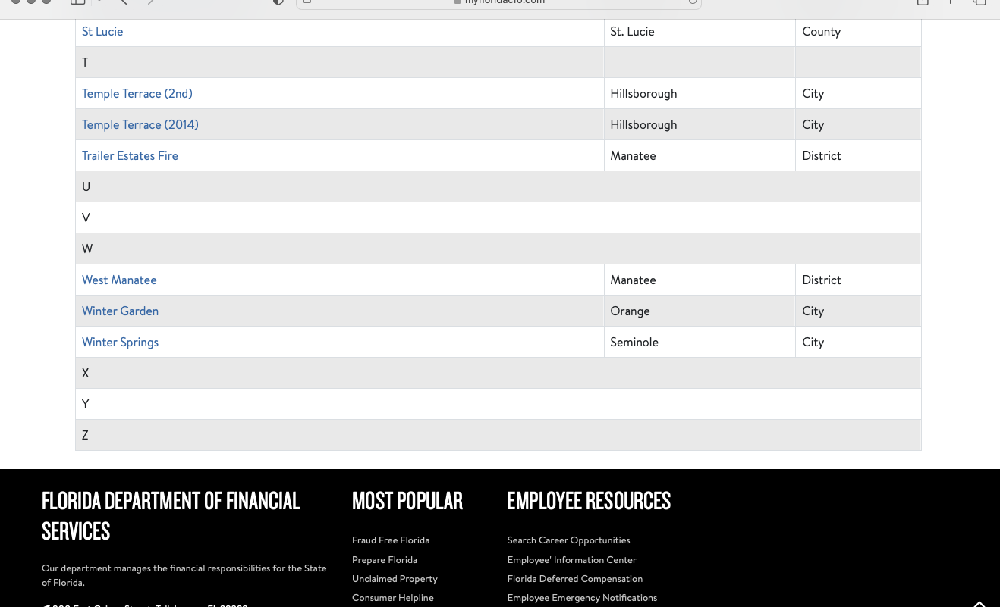 myfloridacfo.com
St Lucie St. Lucie County
T
Temple Terrace (2nd) Hillsborough City
Temple Terrace (2014) Hillsborough City
Trailer Estates Fire Manatee District
U
V
W
West Manatee Manatee District
Winter Garden Orange City
Winter Springs Seminole City
X
Y
Z
FLORIDA DEPARTMENT OF FINANCIAL
SERVICES
Our department manages the financial responsibilities for the State
of Florida.
MOST POPULAR
Fraud Free Florida
Prepare Florida
Unclaimed Property
Consumer Helpline
EMPLOYEE RESOURCES
Search Career Opportunities
Employee' Information Center
Florida Deferred Compensation
Employee Emergency Notifications